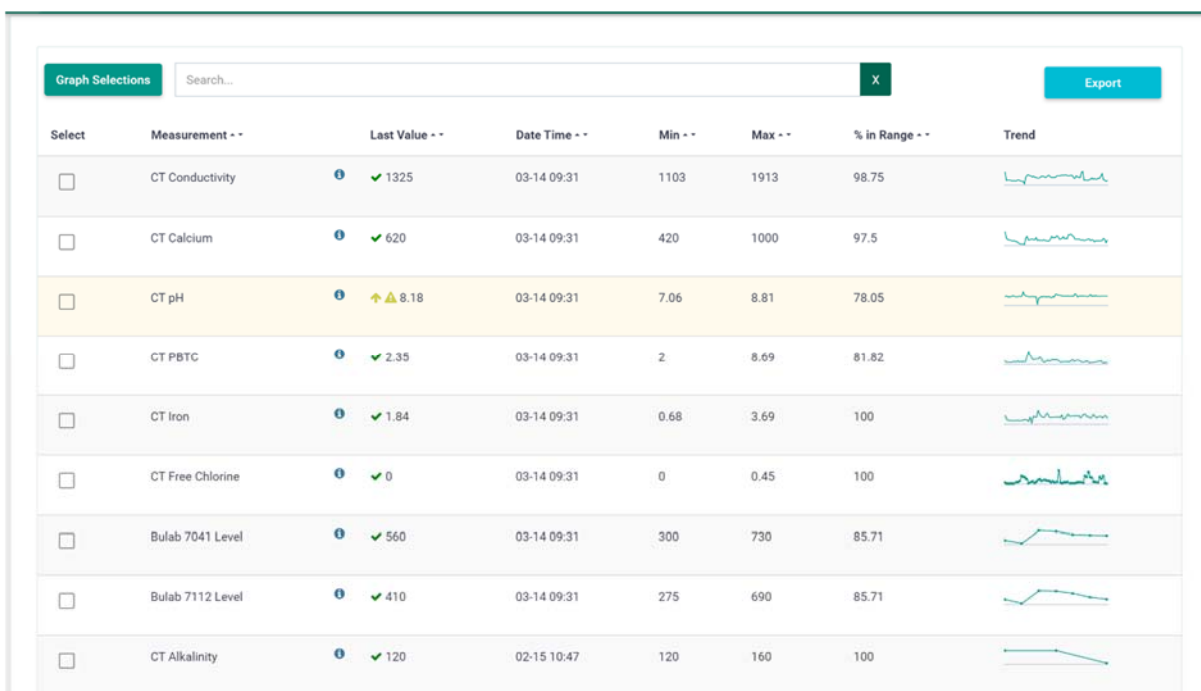 Graph Selections Search... X Export
Select Measurement Last Value Date Time Min Max % in Range Trend
CT Conductivity 1325 03-14 09:31 1103 1913 98.75
CT Calcium 620 03-14 09:31 420 1000 97.5
CT pH 8.18 03-14 09:31 7.06 8.81 78.05
CT PBTC 2.35 03-14 09:31 2 8.69 81.82
CT Iron 1.84 03-14 09:31 0.68 3.69 100
CT Free Chlorine 0 03-14 09:31 0 0.45 100
Bulab 7041 Level 560 03-14 09:31 300 730 85.71
Bulab 7112 Level 410 03-14 09:31 275 690 85.71
CT Alkalinity 120 02-15 10:47 120 160 100